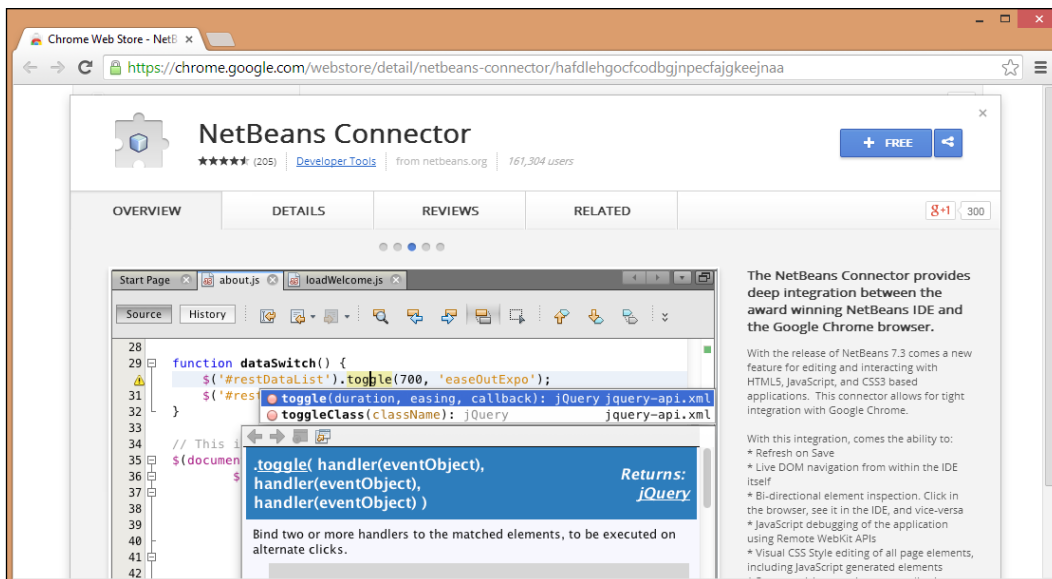 Chrome Web Store - NetB
https://chrome.google.com/webstore/detail/netbeans-connector/hafdlehgocfcodbgjnpecfajgkeejnaa
NetBeans Connector
(205) Developer Tools from netbeans.org 161,304 users
+ FREE
OVERVIEW DETAILS REVIEWS RELATED
g+1 300
Start Page about.js loadWelcome.js
Source History
28
29 function dataSwitch() {
$('#restDataList').toggle(700, 'easeOutExpo');
31 $('#rest
toggle(duration, easing, callback): jQuery jquery-api.xml
32 }
toggleClass(className): jQuery jquery-api.xml
33
34 // This i
35 $(documen
36 $
37
38
39
40
41
42
.toggle( handler(eventObject),
handler(eventObject),
handler(eventObject) )
Returns:
jQuery
Bind two or more handlers to the matched elements, to be executed on
alternate clicks.
The NetBeans Connector provides
deep integration between the
award winning NetBeans IDE and
the Google Chrome browser.
With the release of NetBeans 7.3 comes a new
feature for editing and interacting with
HTML5, JavaScript, and CSS3 based
applications. This connector allows for tight
integration with Google Chrome.
With this integration, comes the ability to:
* Refresh on Save
* Live DOM navigation from within the IDE
itself
* Bi-directional element inspection. Click in
the browser, see it in the IDE, and vice-versa
* JavaScript debugging of the application
using Remote WebKit APIs
* Visual CSS Style editing of all page elements,
including JavaScript generated elements